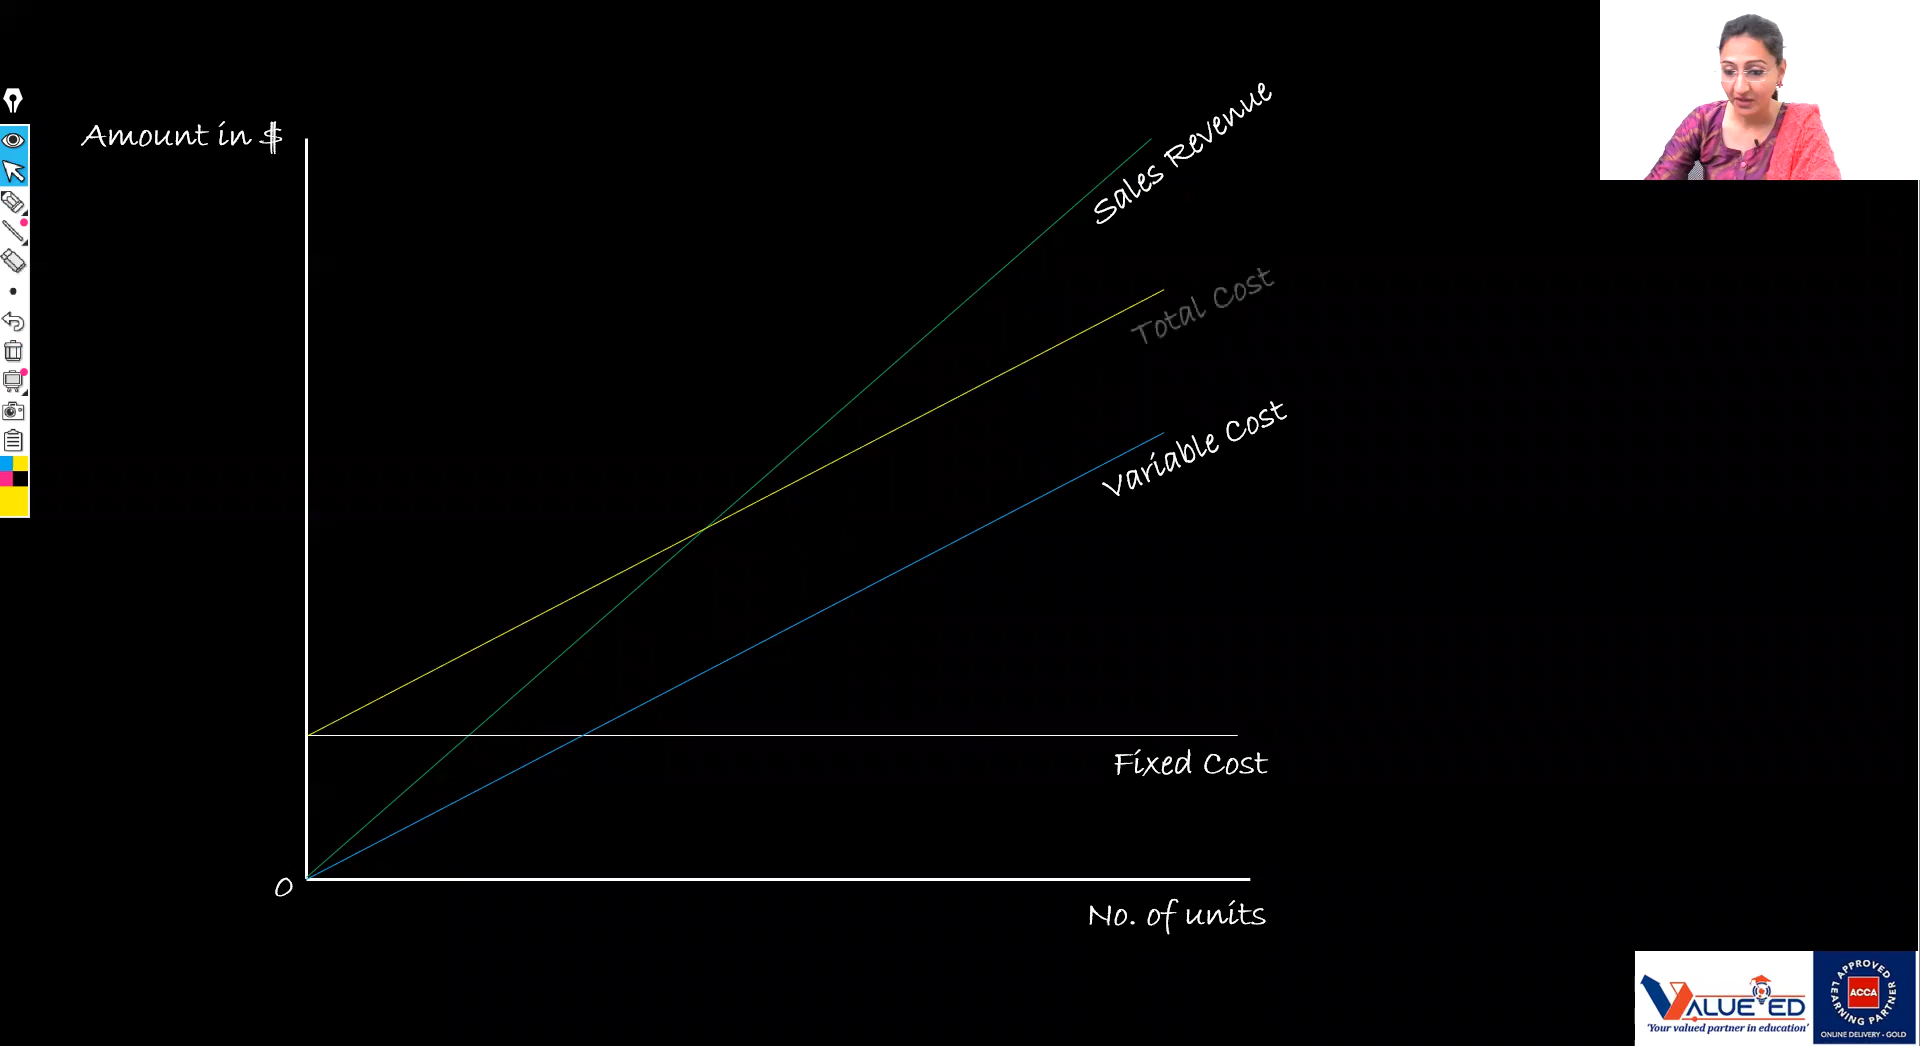 Amount in $
Sales Revenue
Total Cost
Variable Cost
Fixed Cost
0
No. of units
VALUE ED
'Your valued partner in education'
APPROVED
ACCA
LEARNING PARTNER
ONLINE DELIVERY - GOLD